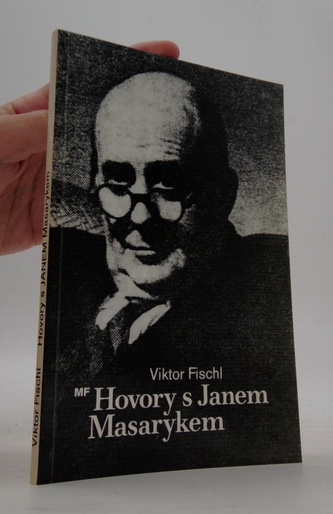 Viktor Fischl
MF Hovory s Janem
Masarykem
Viktor Fischl Hovory s JANEM Masarykem